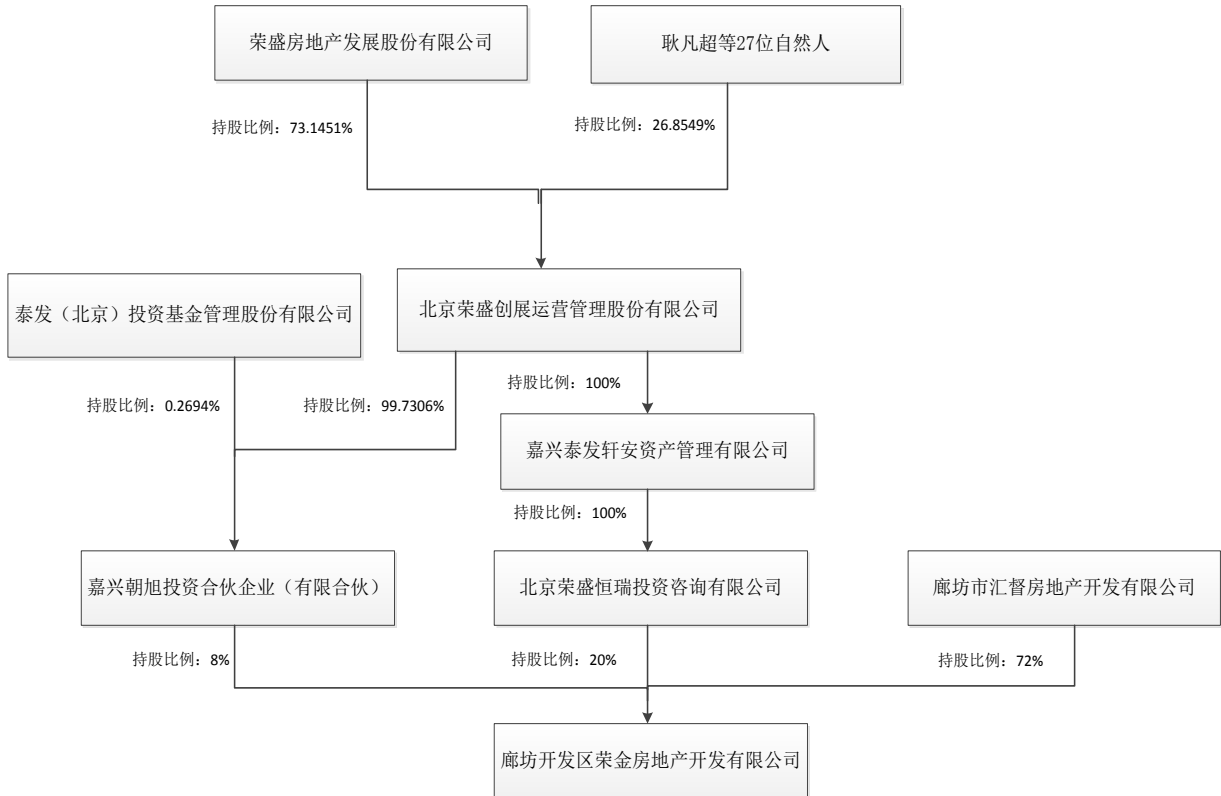 荣盛房地产发展股份有限公司
耿凡超等27位自然人
持股比例：73.1451%
持股比例：26.8549%
泰发（北京）投资基金管理股份有限公司
北京荣盛创展运营管理股份有限公司
持股比例：0.2694%
持股比例：99.7306%
持股比例：100%
嘉兴泰发轩安资产管理有限公司
持股比例：100%
嘉兴朝旭投资合伙企业（有限合伙）
北京荣盛恒瑞投资咨询有限公司
廊坊市汇督房地产开发有限公司
持股比例：8%
持股比例：20%
持股比例：72%
廊坊开发区荣金房地产开发有限公司